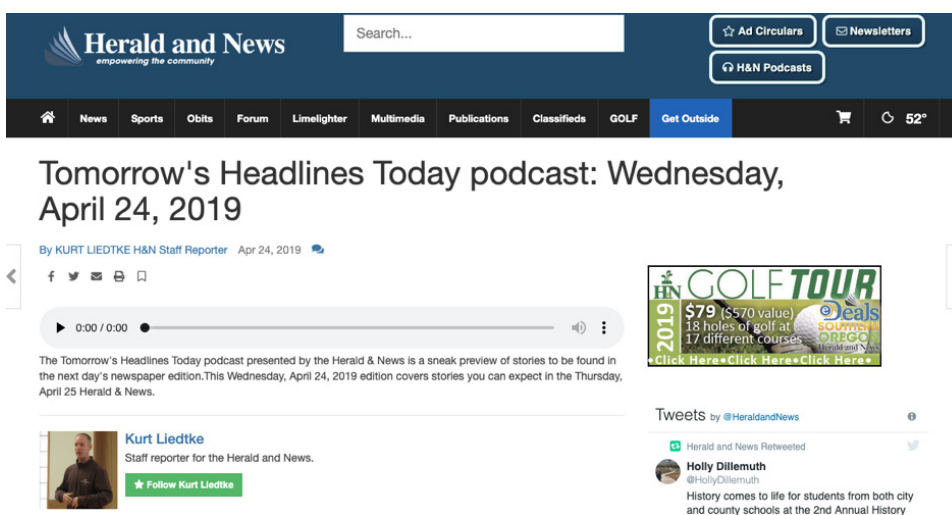 Herald and News
empowering the community
Search...
Ad Circulars
Newsletters
H&N Podcasts
News Sports Obits Forum Limelighter Multimedia Publications Classifieds GOLF Get Outside 52°
Tomorrow's Headlines Today podcast: Wednesday,
April 24, 2019
By KURT LIEDTKE H&N Staff Reporter Apr 24, 2019
0:00 / 0:00
The Tomorrow's Headlines Today podcast presented by the Herald & News is a sneak preview of stories to be found in
the next day's newspaper edition.This Wednesday, April 24, 2019 edition covers stories you can expect in the Thursday,
April 25 Herald & News.
Kurt Liedtke
Staff reporter for the Herald and News.
Follow Kurt Liedtke
HN GOLF TOUR
2019
$79 ($570 value)
18 holes of golf at
17 different courses
eDeals
SOUTHERN
OREGON
Herald and News
•Click Here•Click Here•Click Here•
Tweets by @HeraldandNews
Herald and News Retweeted
Holly Dillemuth
@HollyDillemuth
History comes to life for students from both city
and county schools at the 2nd Annual History